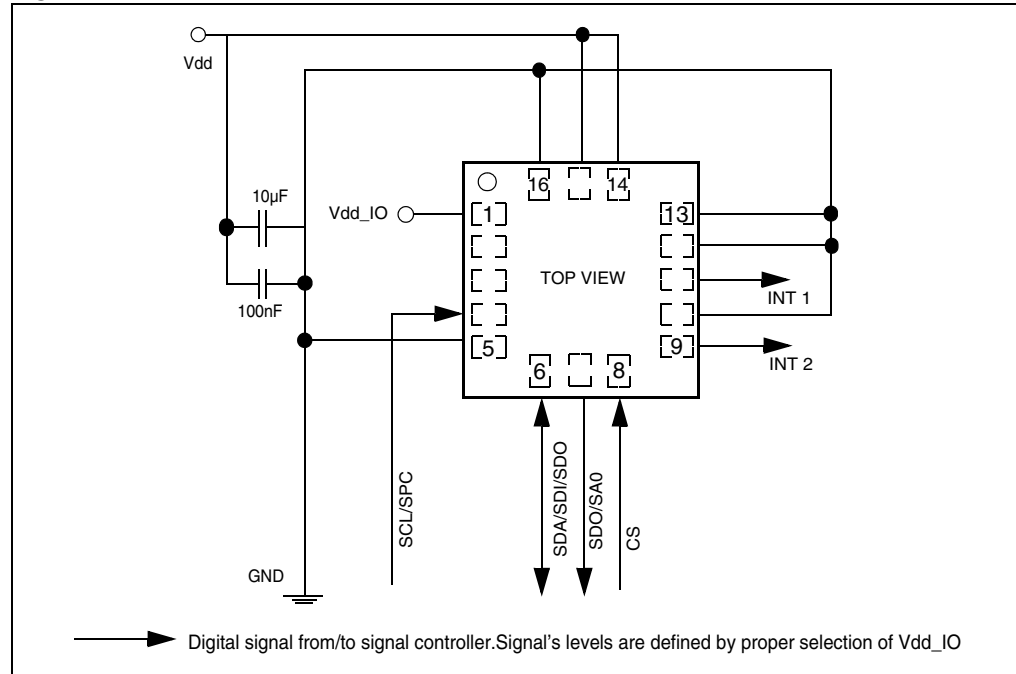 Vdd
16
14
10µF
Vdd_IO
1
13
TOP VIEW
100nF
INT 1
5
9
6
8
INT 2
SCL/SPC
SDA/SDI/SDO
SDO/SA0
CS
GND
Digital signal from/to signal controller.Signal's levels are defined by proper selection of Vdd_IO